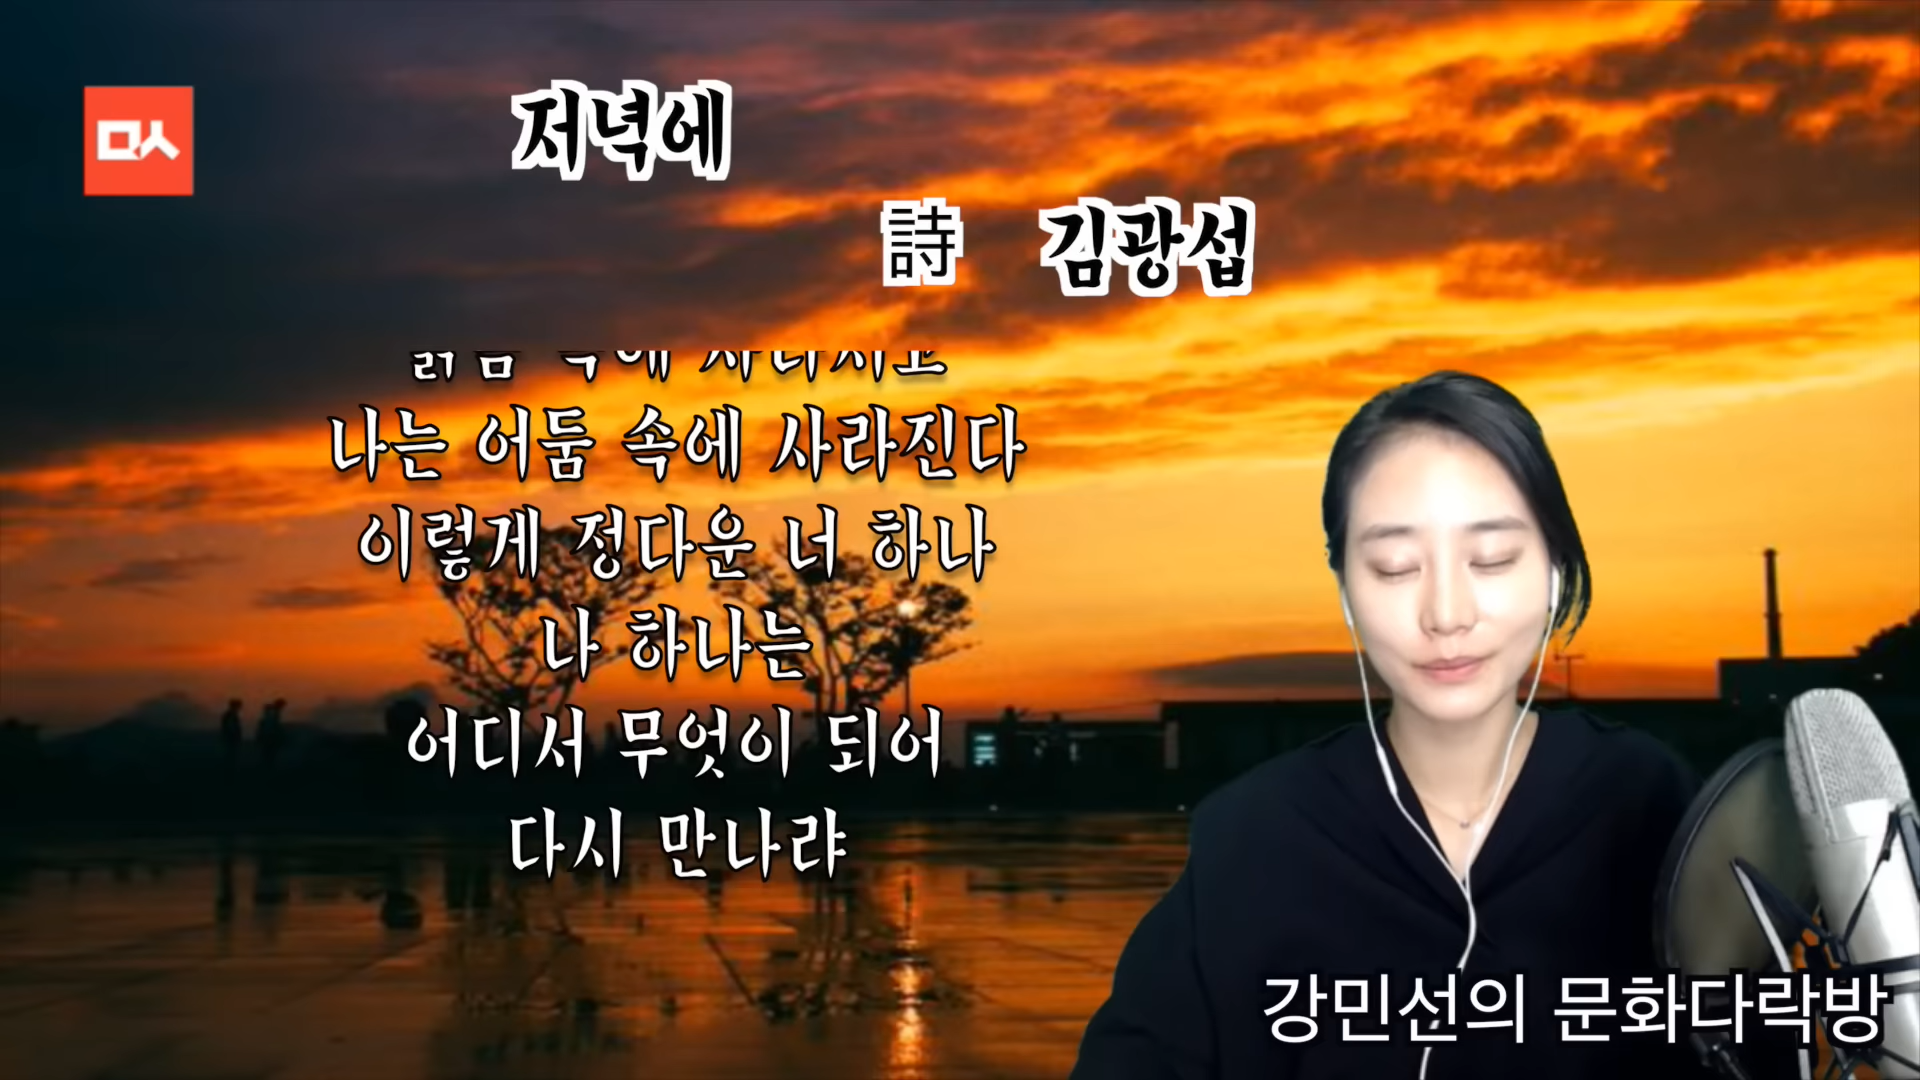 저녁에
詩 김광섭
나는 어둠 속에 사라진다
이렇게 정다운 너 하나
나 하나는
어디서 무엇이 되어
다시 만나랴
강민선의 문화다락방